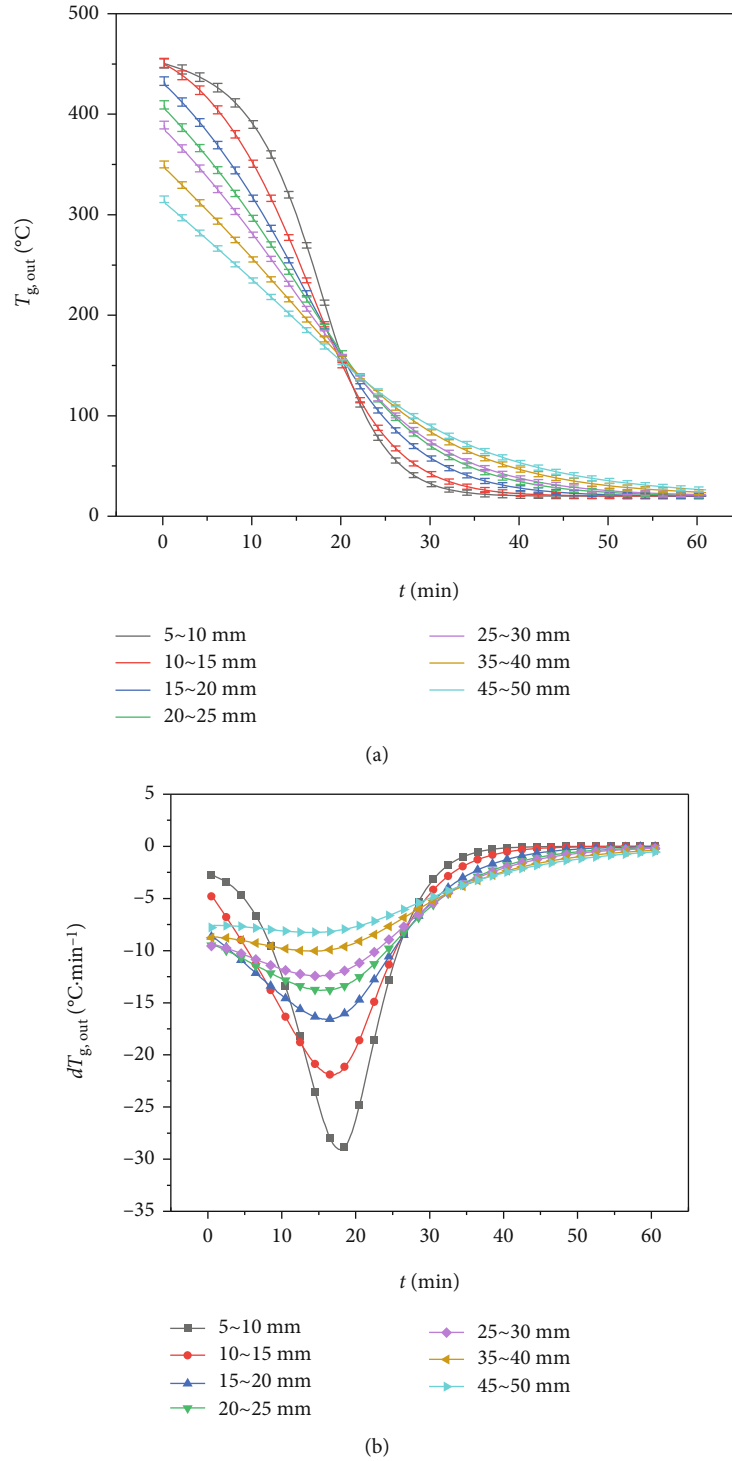 500
400
300
200
100
0
T_g, out (°C)
0 10 20 30 40 50 60
t (min)
5~10 mm
10~15 mm
15~20 mm
20~25 mm
25~30 mm
35~40 mm
45~50 mm
(a)
5
0
−5
−10
−15
−20
−25
−30
−35
dT_g, out (°C·min⁻¹)
0 10 20 30 40 50 60
t (min)
5~10 mm
10~15 mm
15~20 mm
20~25 mm
25~30 mm
35~40 mm
45~50 mm
(b)